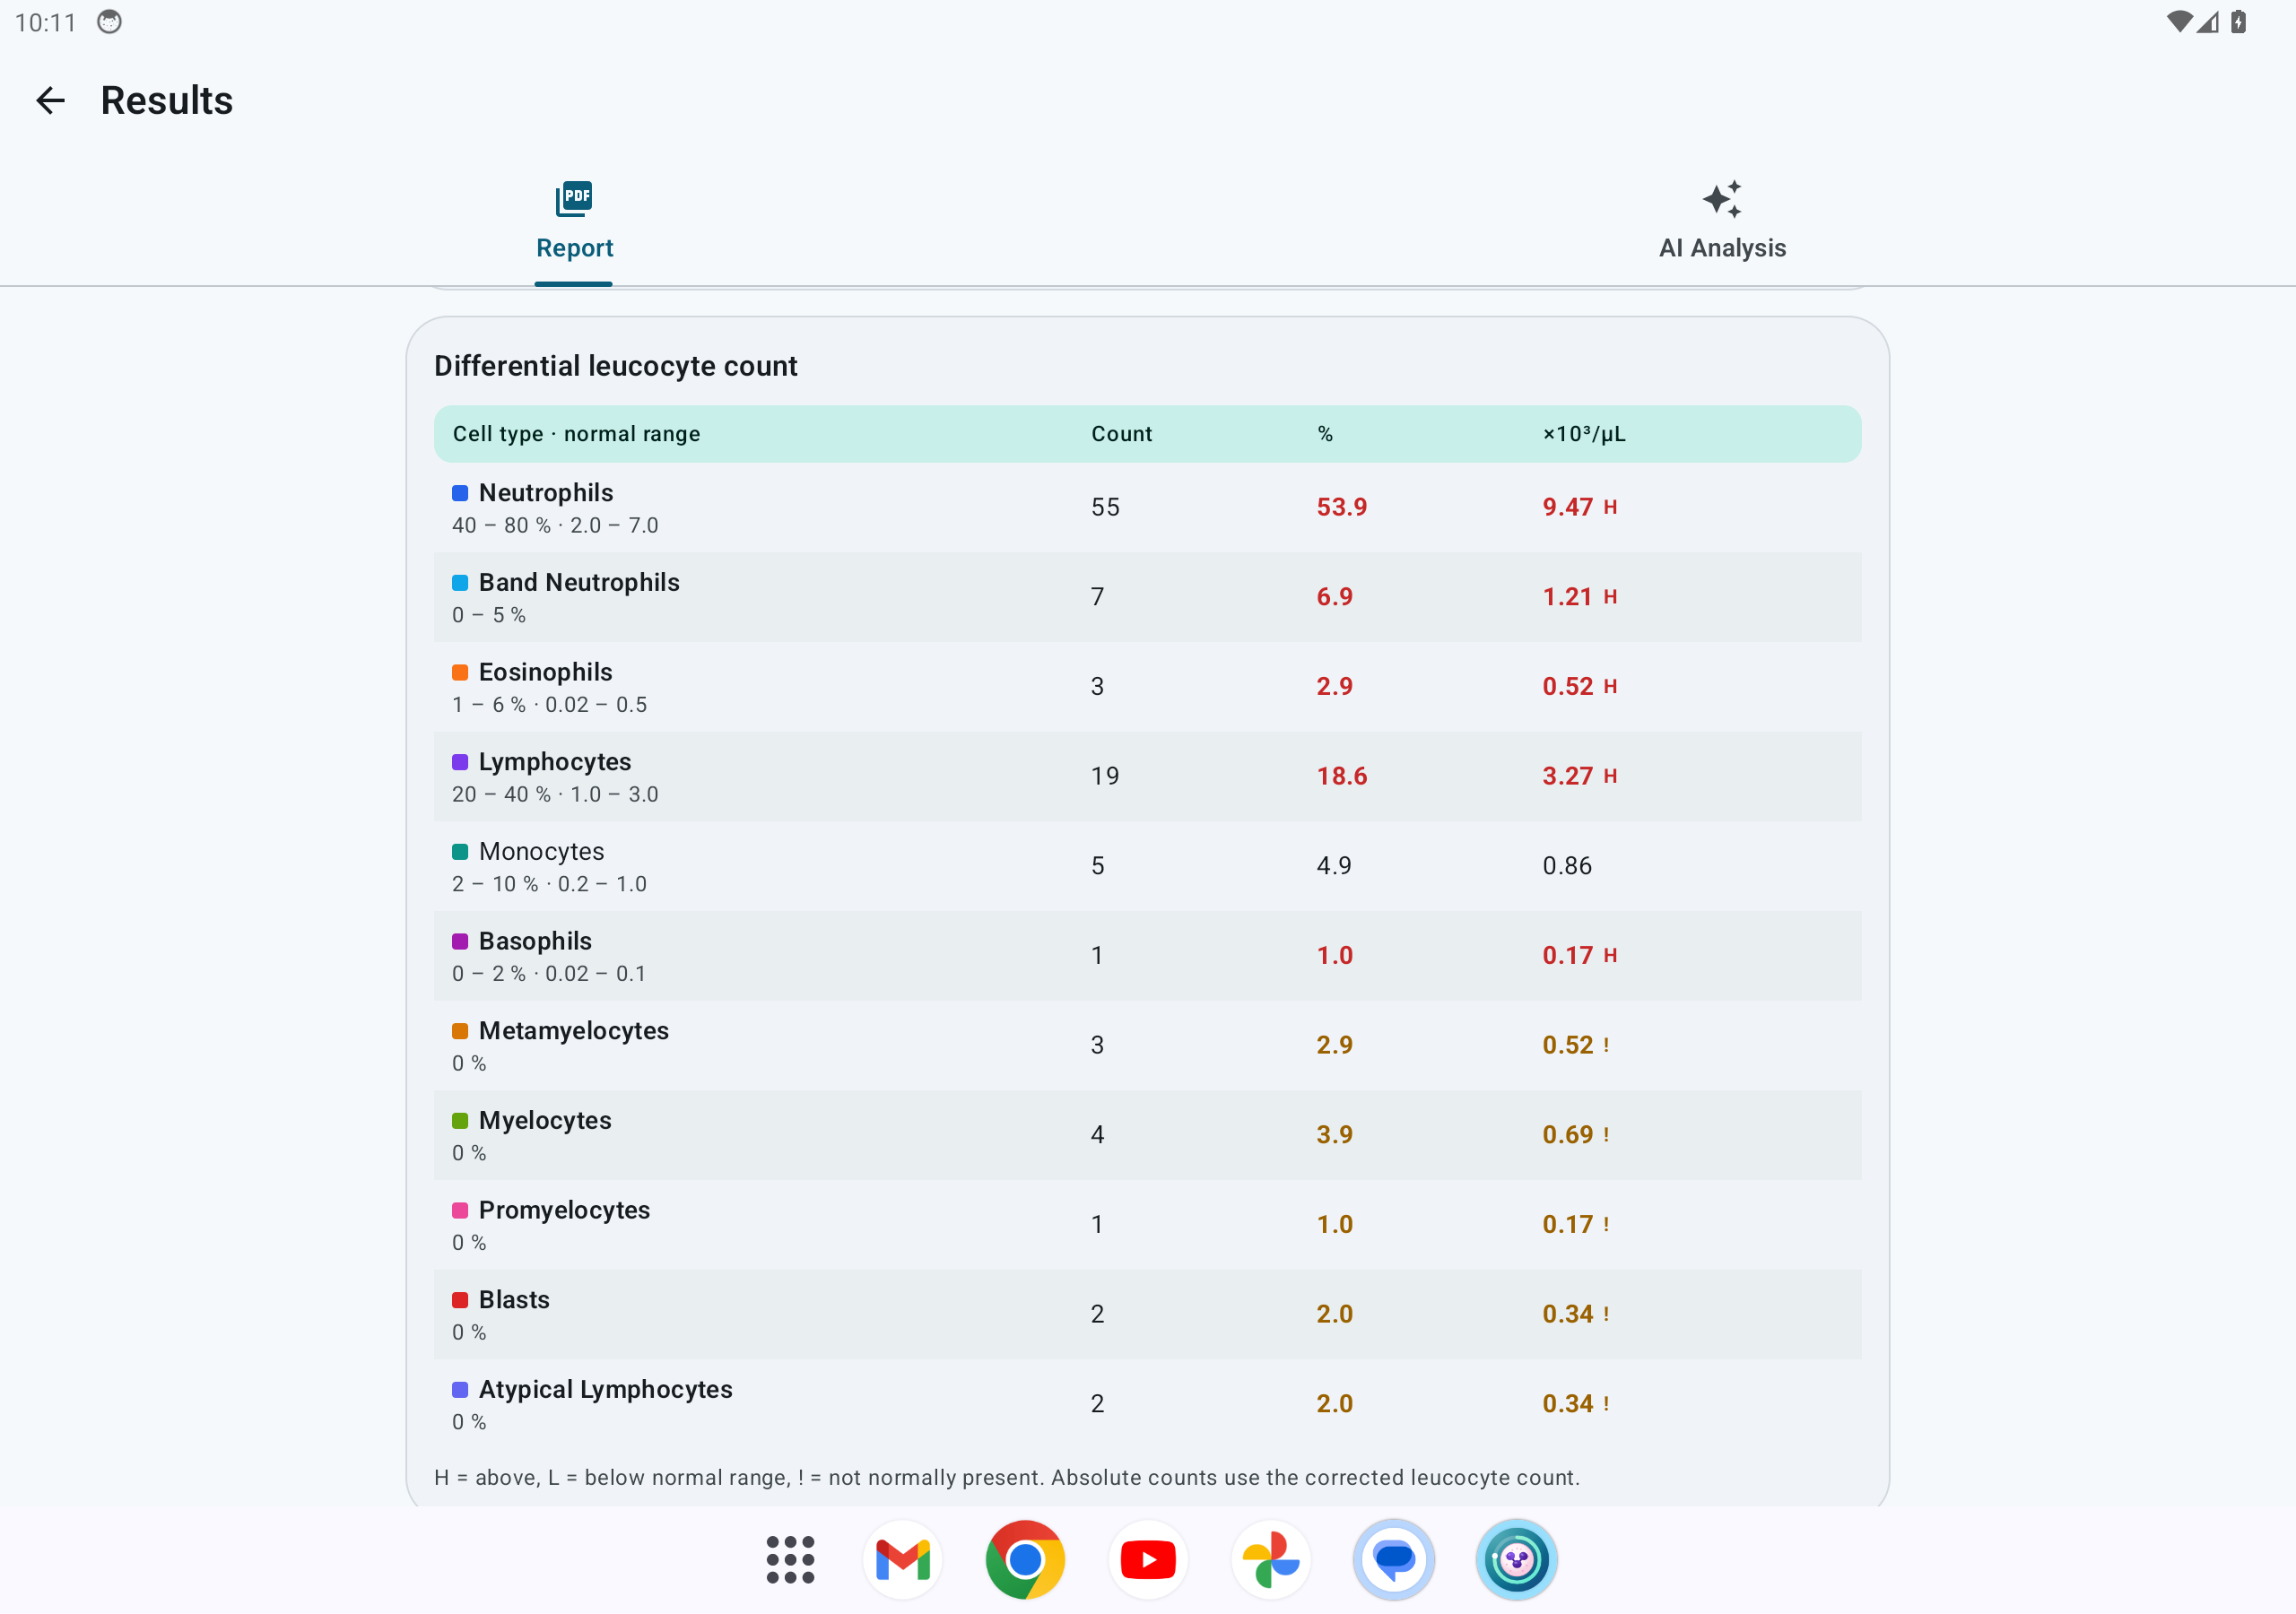 10:11
Results
PDF
Report
AI Analysis
Differential leucocyte count
Cell type · normal range Count % ×10³/µL
Neutrophils
40 – 80 % · 2.0 – 7.0
55 53.9 9.47 H
Band Neutrophils
0 – 5 %
7 6.9 1.21 H
Eosinophils
1 – 6 % · 0.02 – 0.5
3 2.9 0.52 H
Lymphocytes
20 – 40 % · 1.0 – 3.0
19 18.6 3.27 H
Monocytes
2 – 10 % · 0.2 – 1.0
5 4.9 0.86
Basophils
0 – 2 % · 0.02 – 0.1
1 1.0 0.17 H
Metamyelocytes
0 %
3 2.9 0.52 !
Myelocytes
0 %
4 3.9 0.69 !
Promyelocytes
0 %
1 1.0 0.17 !
Blasts
0 %
2 2.0 0.34 !
Atypical Lymphocytes
0 %
2 2.0 0.34 !
H = above, L = below normal range, ! = not normally present. Absolute counts use the corrected leucocyte count.